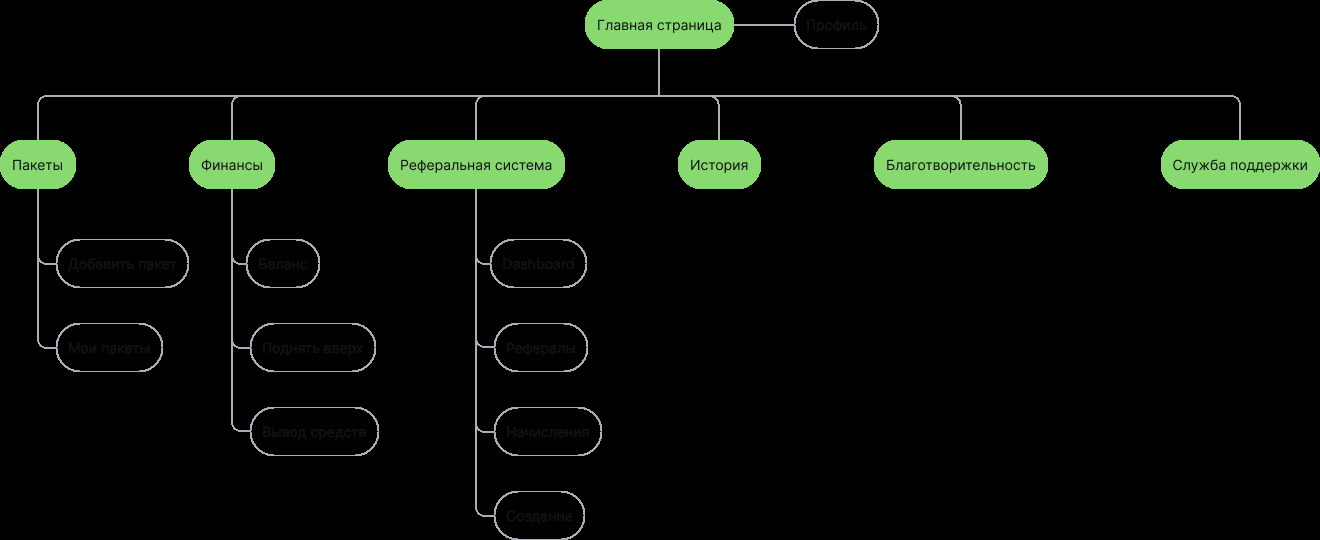 Главная страница
Профиль
Пакеты
Финансы
Реферальная система
История
Благотворительность
Служба поддержки
Добавить пакет
Баланс
Dashboard
Мои пакеты
Поднять вверх
Рефералы
Вывод средств
Начисления
Создание